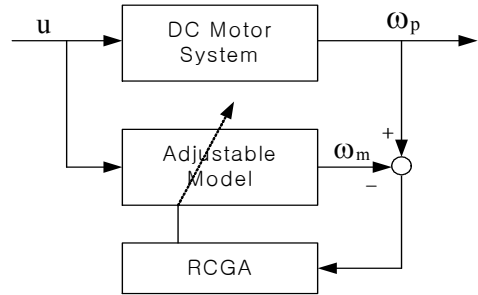 u
DC Motor
System
ωp
+
Adjustable
Model
ωm
−
RCGA